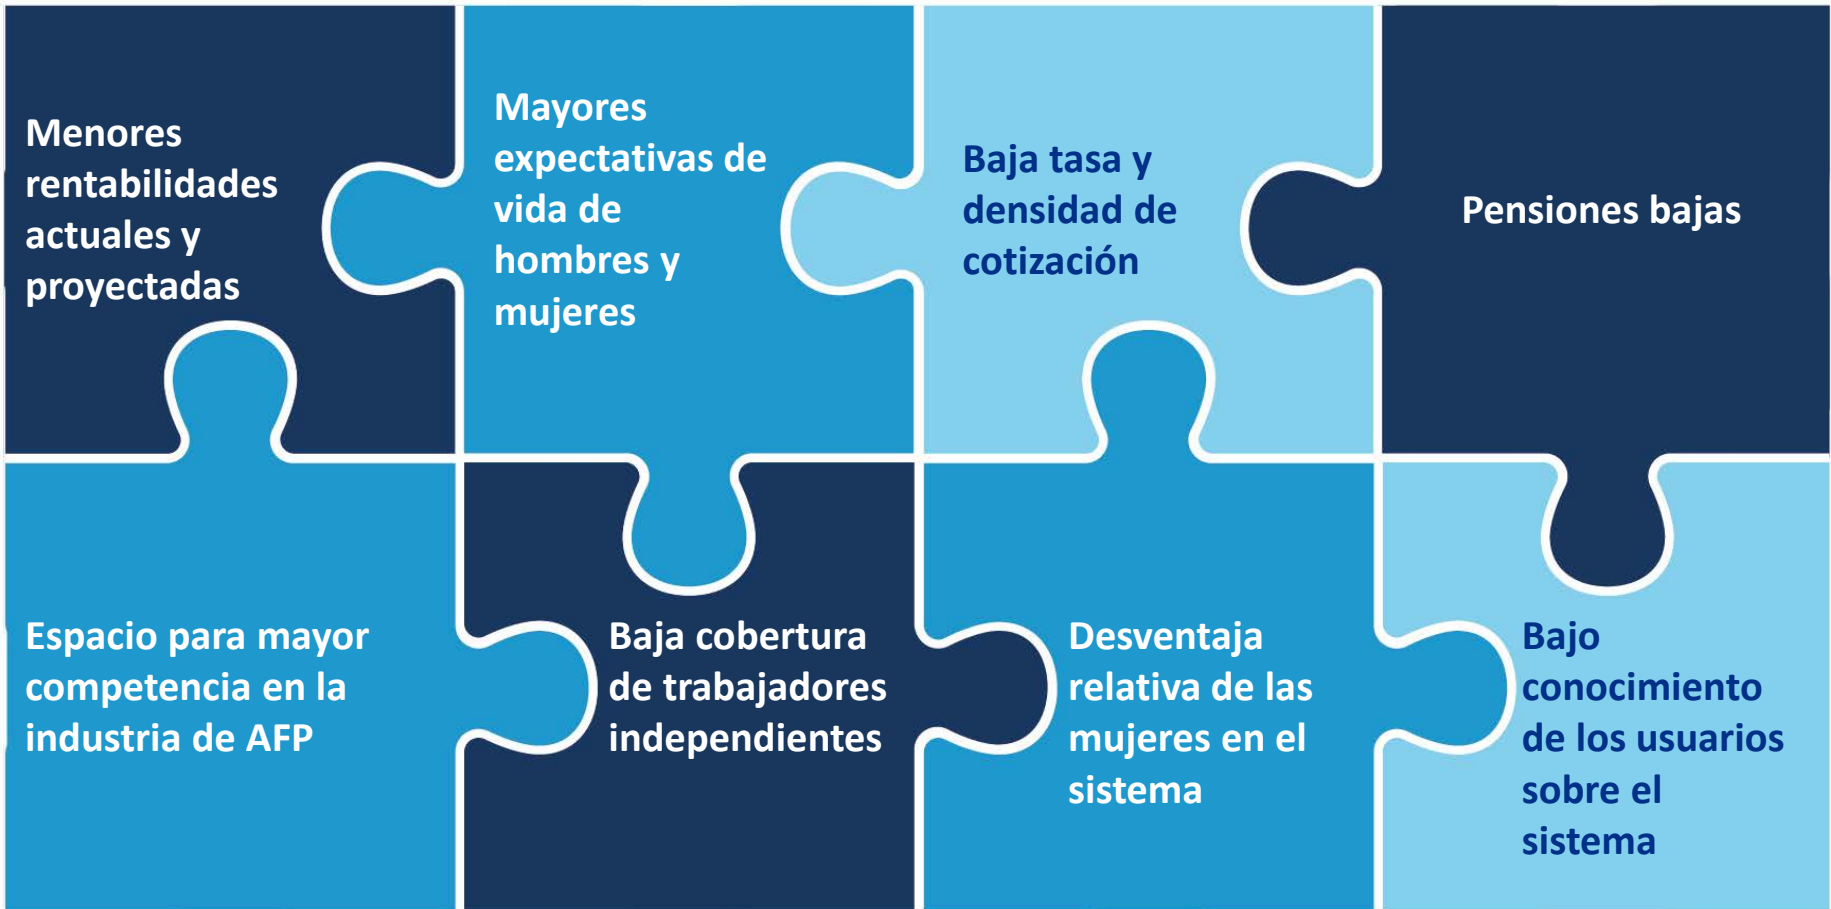 Menores
rentabilidades
actuales y
proyectadas
Mayores
expectativas de
vida de
hombres y
mujeres
Baja tasa y
densidad de
cotización
Pensiones bajas
Espacio para mayor
competencia en la
industria de AFP
Baja cobertura
de trabajadores
independientes
Desventaja
relativa de las
mujeres en el
sistema
Bajo
conocimiento
de los usuarios
sobre el
sistema